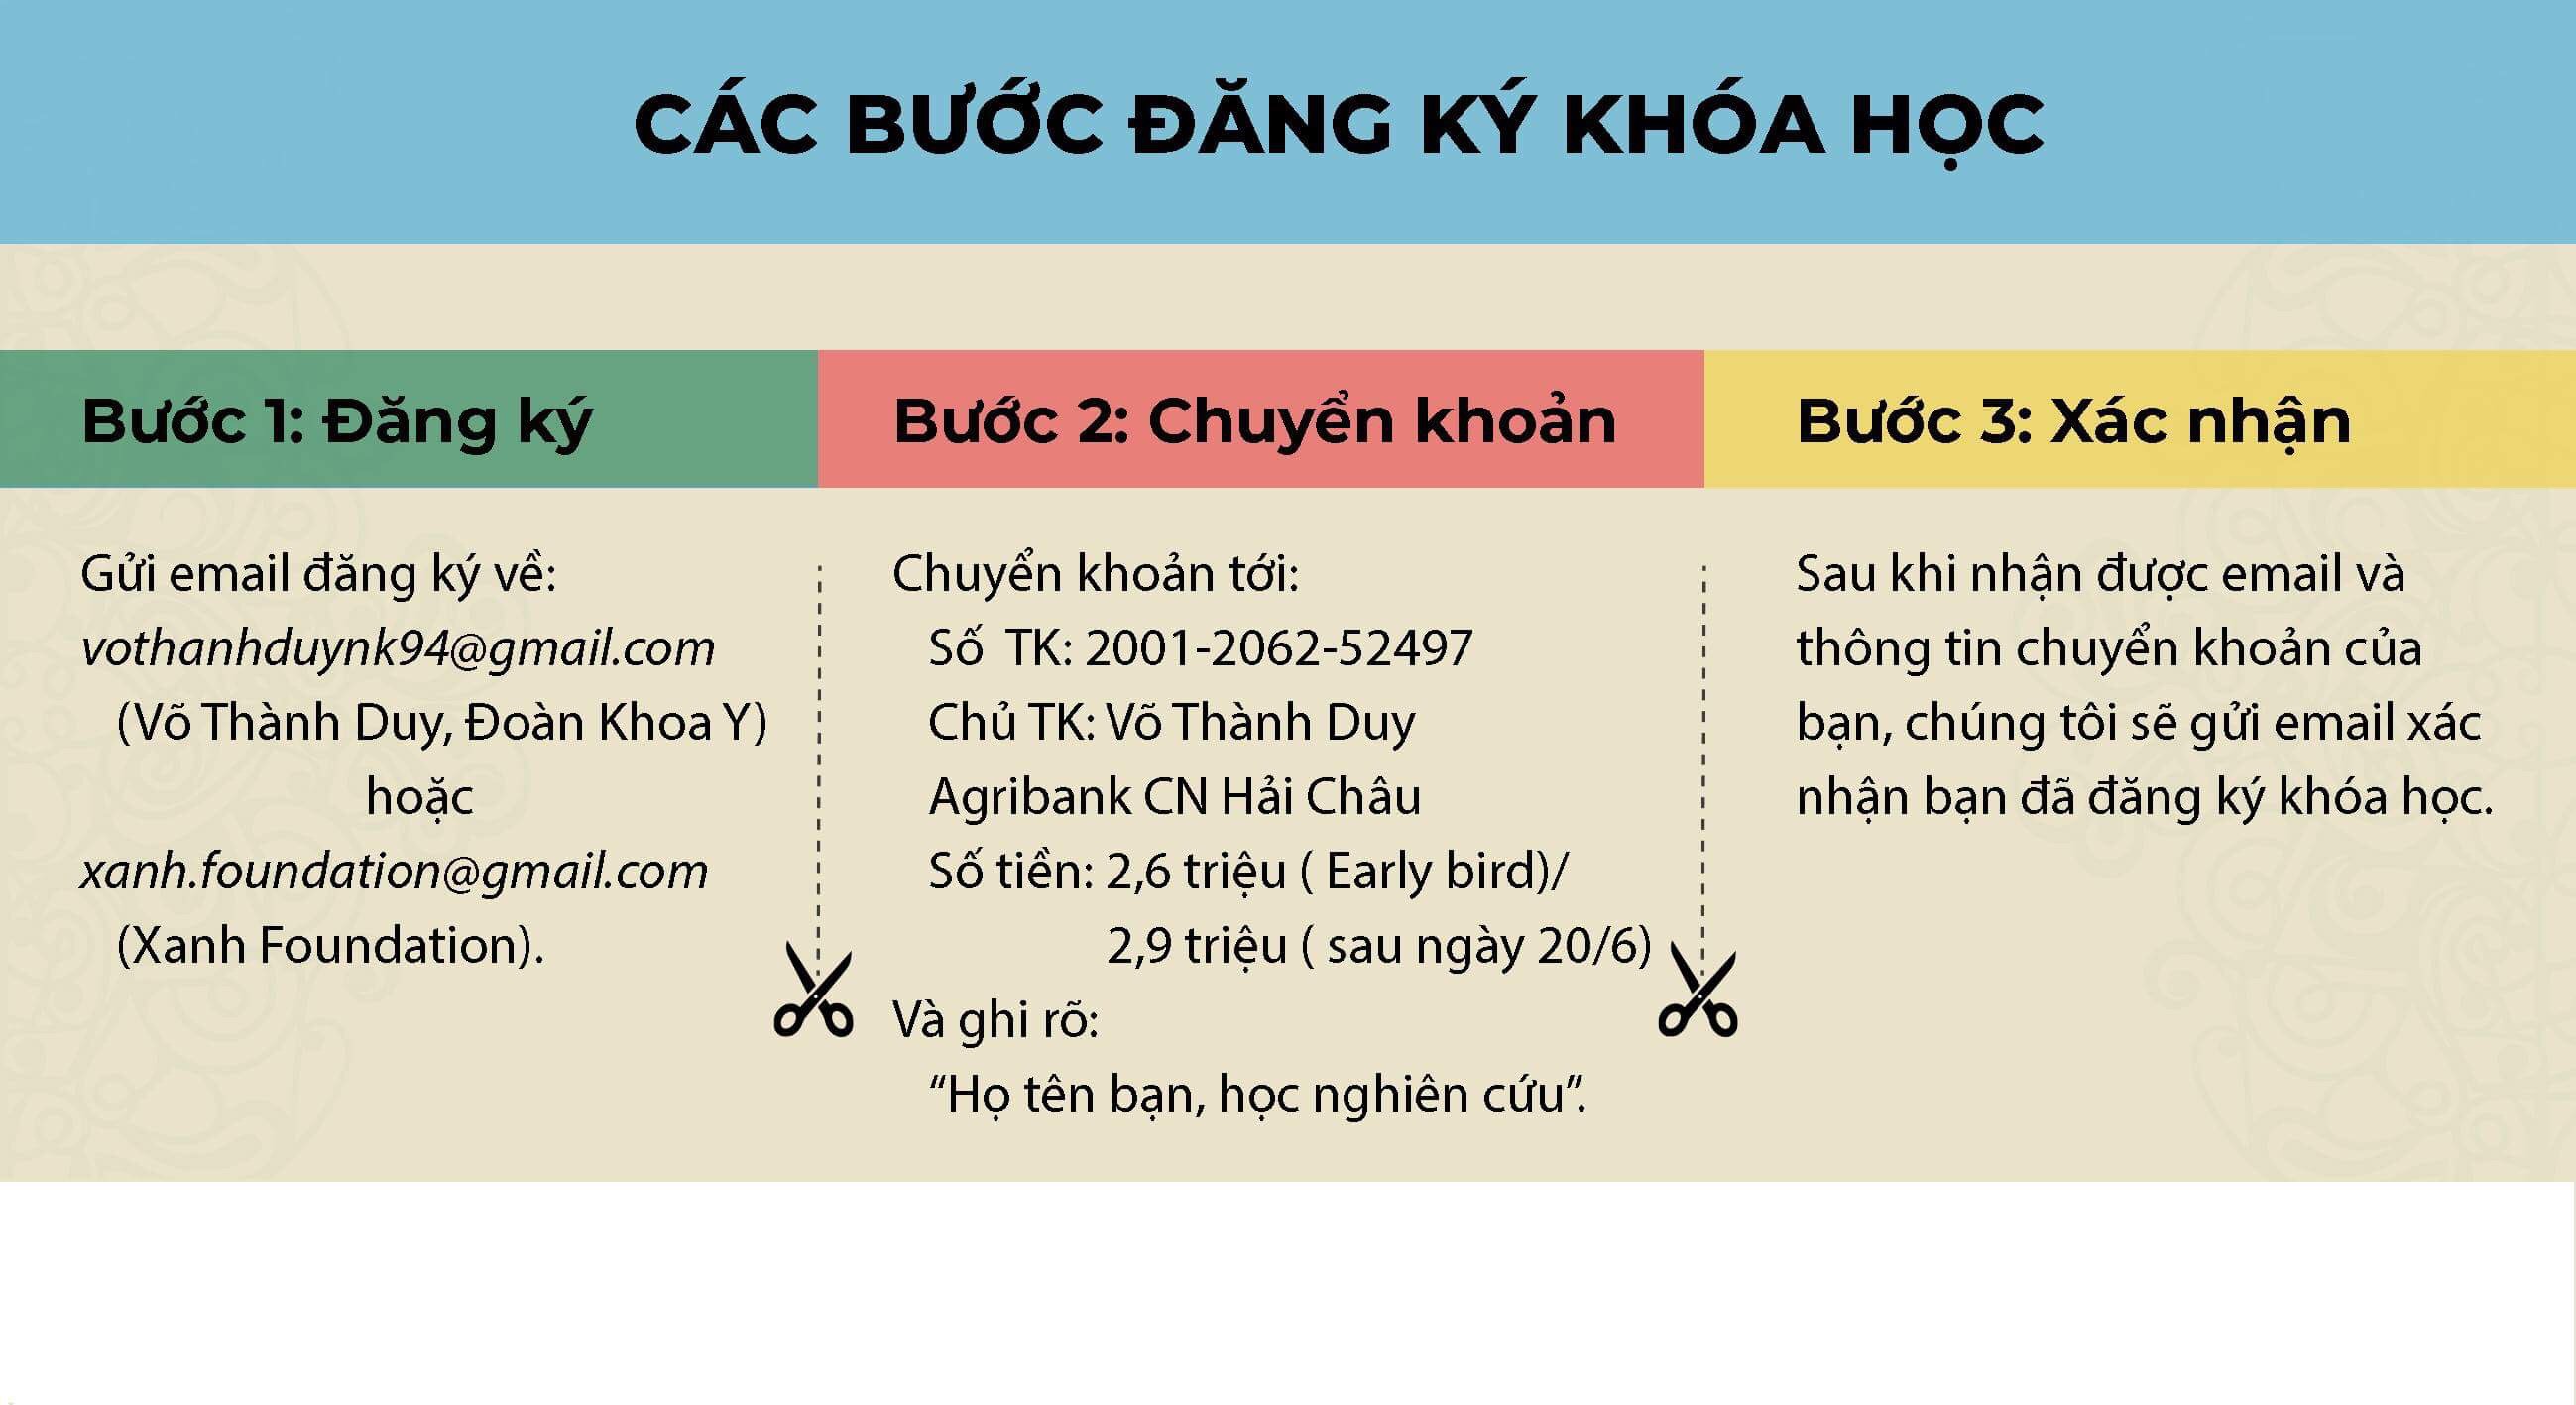 CÁC BƯỚC ĐĂNG KÝ KHÓA HỌC
Bước 1: Đăng ký
Gửi email đăng ký về:
vothanhduynk94@gmail.com
(Võ Thành Duy, Đoàn Khoa Y)
hoặc
xanh.foundation@gmail.com
(Xanh Foundation).
Bước 2: Chuyển khoản
Chuyển khoản tới:
Số TK: 2001-2062-52497
Chủ TK: Võ Thành Duy
Agribank CN Hải Châu
Số tiền: 2,6 triệu ( Early bird)/
2,9 triệu ( sau ngày 20/6)
Và ghi rõ:
“Họ tên bạn, học nghiên cứu”.
Bước 3: Xác nhận
Sau khi nhận được email và
thông tin chuyển khoản của
bạn, chúng tôi sẽ gửi email xác
nhận bạn đã đăng ký khóa học.